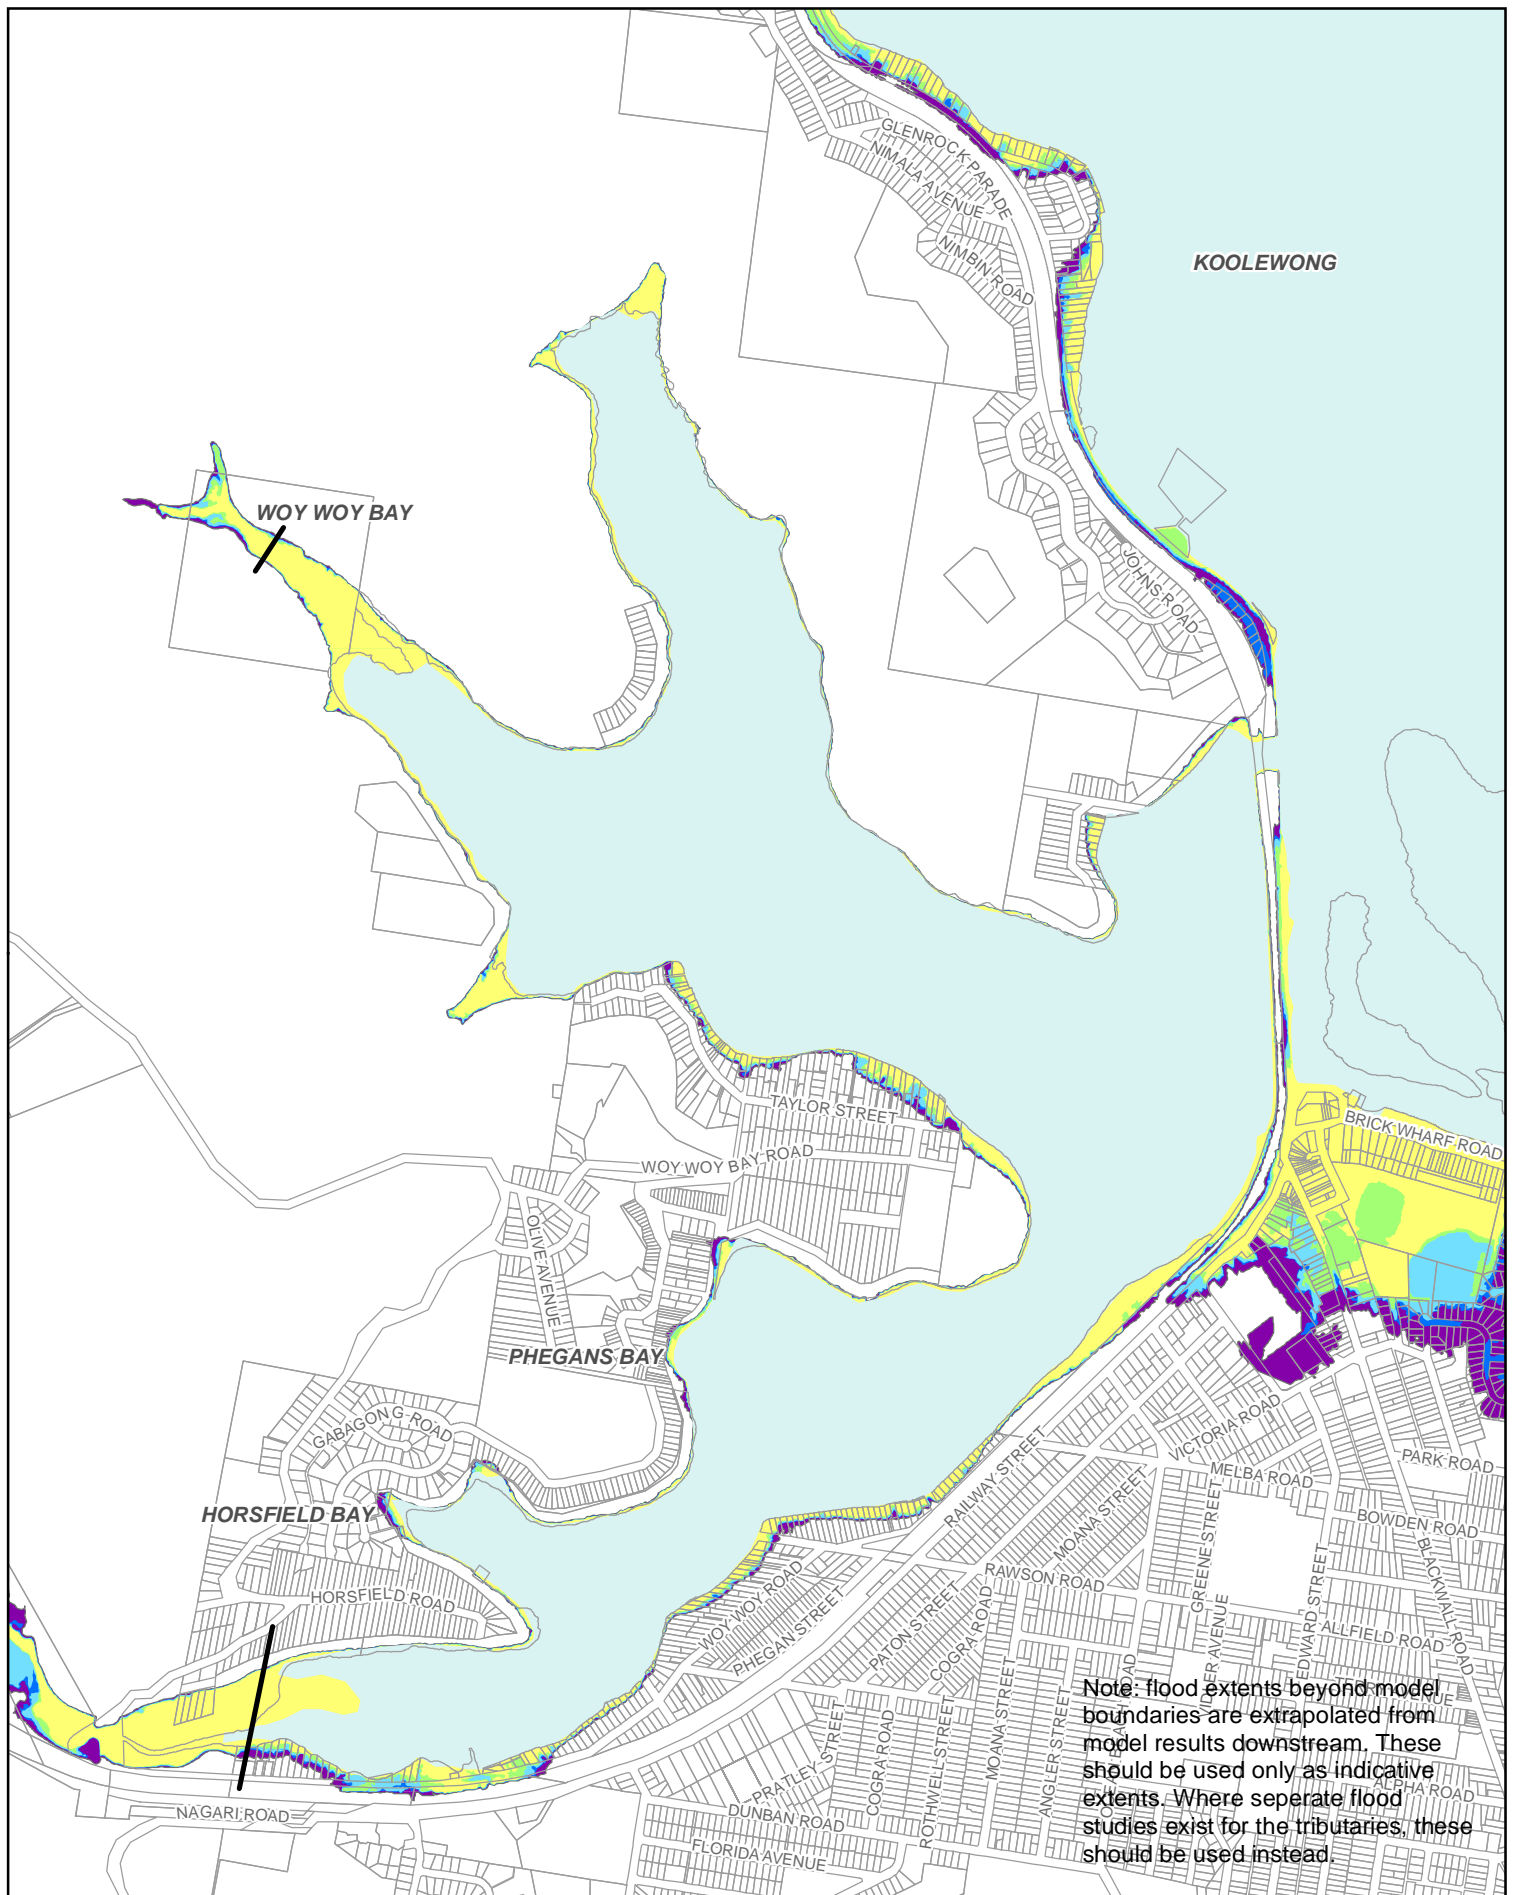 GLENROCK PARADE
NIMALA AVENUE
NIMBIN ROAD
KOOLEWONG
WOY WOY BAY
JOHNS ROAD
BRICK WHARF ROAD
TAYLOR STREET
WOY WOY BAY ROAD
OLIVE AVENUE
PHEGANS BAY
GABAGONG ROAD
VICTORIA ROAD
PARK ROAD
MELBA ROAD
RAILWAY STREET
MOANA STREET
HORSFIELD BAY
BOWDEN ROAD
GREENE STREET
BLACKWALL ROAD
RAWSON ROAD
EDWARD STREET
HORSFIELD ROAD
WOY WOY ROAD
PHEGAN STREET
PATON STREET
COGRA ROAD
ALLFIELD ROAD
AVENUE
ROAD
MOANA STREET
ANGLER STREET
ROTHWELL STREET
COGRA ROAD
PRATLEY STREET
AVENUE
ALPHA ROAD
NAGARI ROAD
DUNBAN ROAD
FLORIDA AVENUE
Note: flood extents beyond model
boundaries are extrapolated from
model results downstream. These
should be used only as indicative
extents. Where seperate flood
studies exist for the tributaries, these
should be used instead.